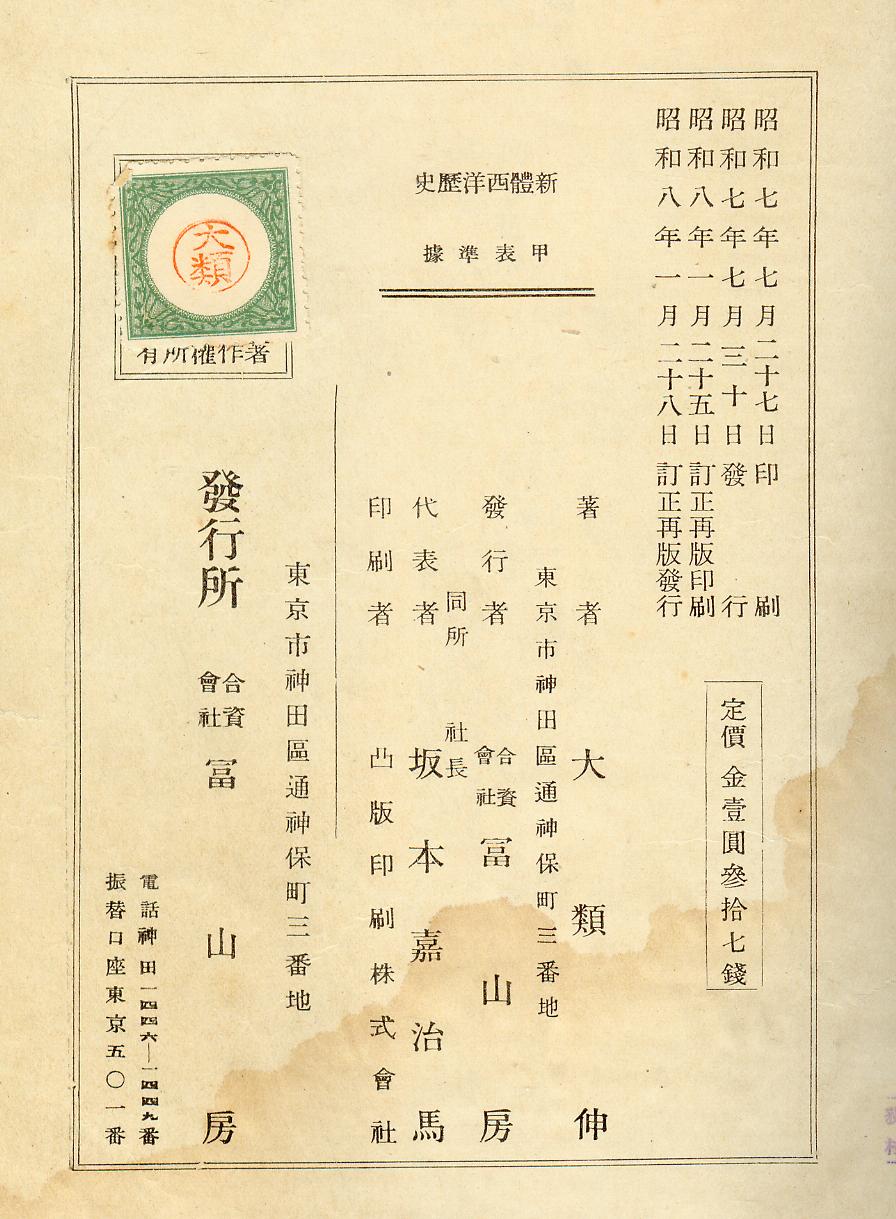 昭和七年七月二十七日印刷
昭和七年七月三十日發行
昭和八年一月二十五日訂正再版印刷
昭和八年一月二十八日訂正再版發行
定價 金壹圓參拾七錢
新體西洋歷史
甲表準據
著者 大類伸
東京市神田區通神保町三番地
發行者 合資會社 冨山房
同所 社長
代表者 坂本嘉治馬
印刷者 凸版印刷株式會社
大類
著作權所有
東京市神田區通神保町三番地
發行所 合資會社 冨山房
電話神田一四四六―一四四九番
振替口座東京五〇一番